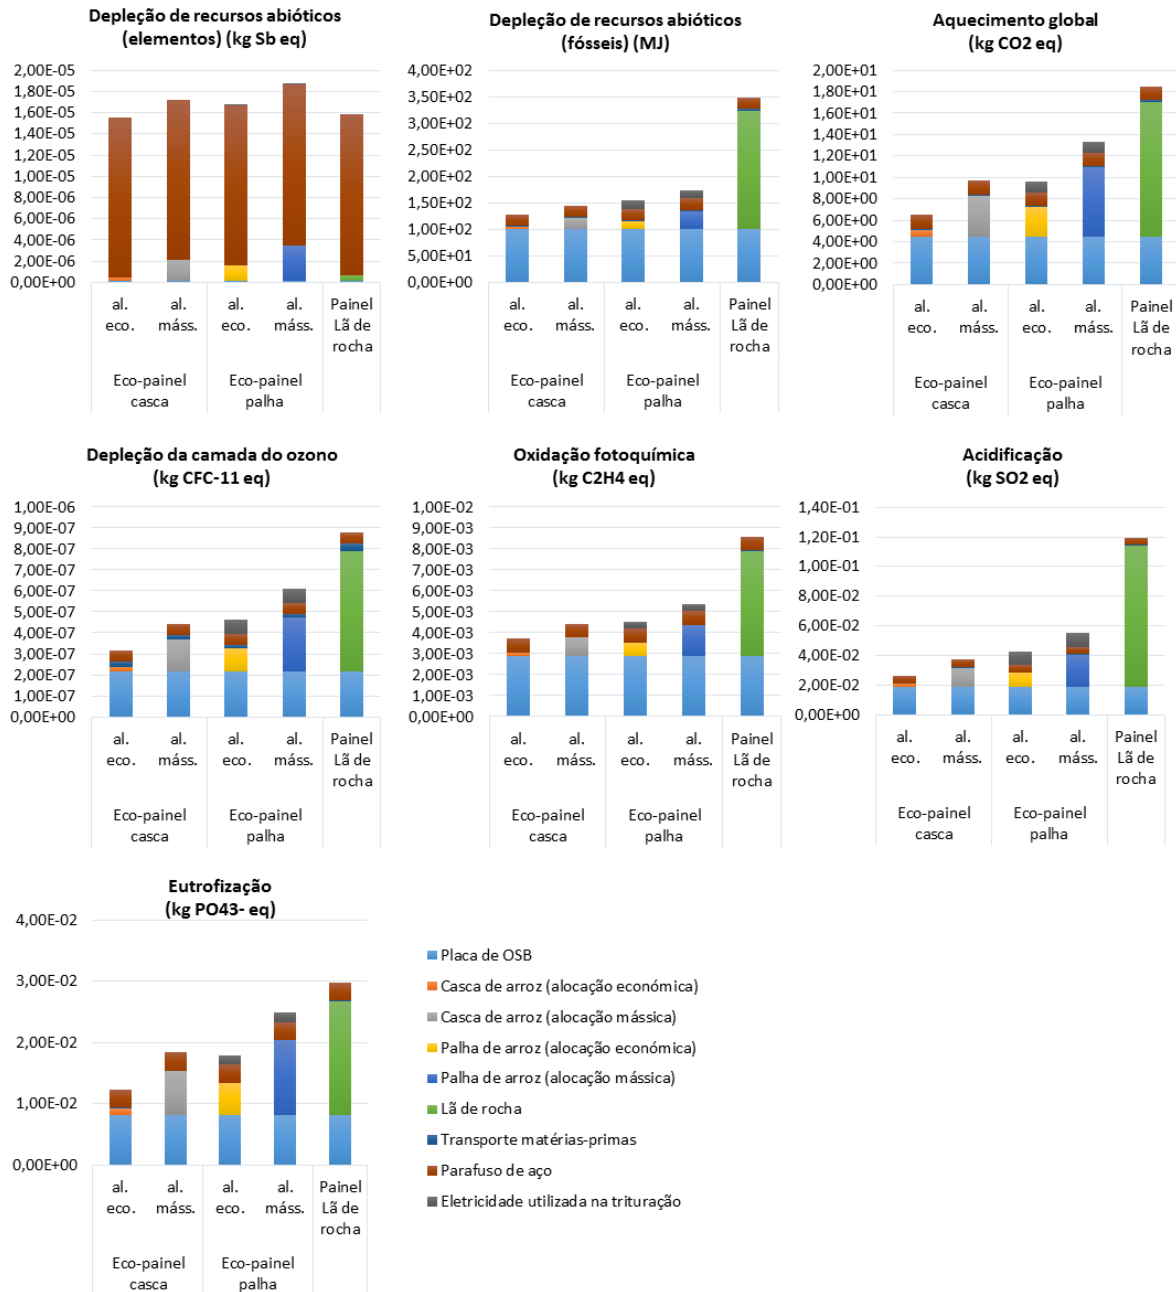 Depleção de recursos abióticos
(elementos) (kg Sb eq)
2,00E-05
1,80E-05
1,60E-05
1,40E-05
1,20E-05
1,00E-05
8,00E-06
6,00E-06
4,00E-06
2,00E-06
0,00E+00
al. eco.
al. máss.
al. eco.
al. máss.
Painel Lã de rocha
Eco-painel casca
Eco-painel palha
Depleção de recursos abióticos
(fósseis) (MJ)
4,00E+02
3,50E+02
3,00E+02
2,50E+02
2,00E+02
1,50E+02
1,00E+02
5,00E+01
0,00E+00
al. eco.
al. máss.
al. eco.
al. máss.
Painel Lã de rocha
Eco-painel casca
Eco-painel palha
Aquecimento global
(kg CO2 eq)
2,00E+01
1,80E+01
1,60E+01
1,40E+01
1,20E+01
1,00E+01
8,00E+00
6,00E+00
4,00E+00
2,00E+00
0,00E+00
al. eco.
al. máss.
al. eco.
al. máss.
Painel Lã de rocha
Eco-painel casca
Eco-painel palha
Depleção da camada do ozono
(kg CFC-11 eq)
1,00E-06
9,00E-07
8,00E-07
7,00E-07
6,00E-07
5,00E-07
4,00E-07
3,00E-07
2,00E-07
1,00E-07
0,00E+00
al. eco.
al. máss.
al. eco.
al. máss.
Painel Lã de rocha
Eco-painel casca
Eco-painel palha
Oxidação fotoquímica
(kg C2H4 eq)
1,00E-02
9,00E-03
8,00E-03
7,00E-03
6,00E-03
5,00E-03
4,00E-03
3,00E-03
2,00E-03
1,00E-03
0,00E+00
al. eco.
al. máss.
al. eco.
al. máss.
Painel Lã de rocha
Eco-painel casca
Eco-painel palha
Acidificação
(kg SO2 eq)
1,40E-01
1,20E-01
1,00E-01
8,00E-02
6,00E-02
4,00E-02
2,00E-02
0,00E+00
al. eco.
al. máss.
al. eco.
al. máss.
Painel Lã de rocha
Eco-painel casca
Eco-painel palha
Eutrofização
(kg PO43- eq)
4,00E-02
3,00E-02
2,00E-02
1,00E-02
0,00E+00
al. eco.
al. máss.
al. eco.
al. máss.
Painel Lã de rocha
Eco-painel casca
Eco-painel palha
Placa de OSB
Casca de arroz (alocação económica)
Casca de arroz (alocação mássica)
Palha de arroz (alocação económica)
Palha de arroz (alocação mássica)
Lã de rocha
Transporte matérias-primas
Parafuso de aço
Eletricidade utilizada na trituração